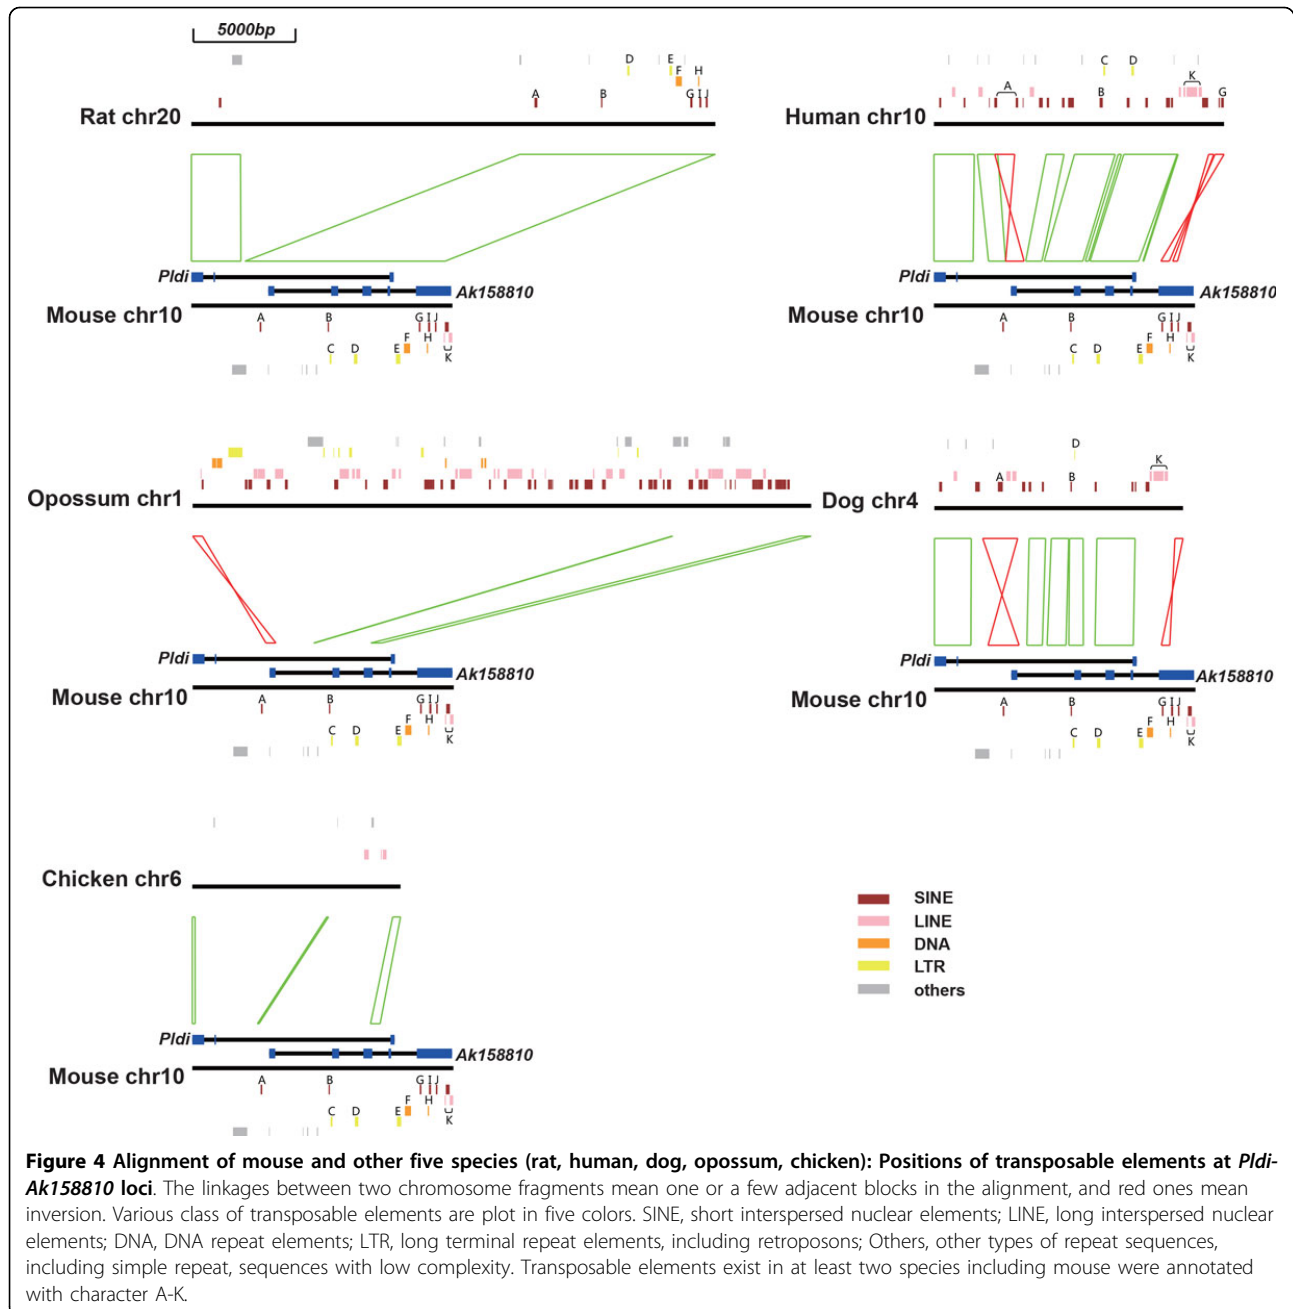 5000bp
D E
F H
A B G I J
Rat chr20
Pldi
Ak158810
Mouse chr10
A B G I J
F H
C D E K
C D
K
A B G
Human chr10
Pldi
Ak158810
Mouse chr10
A B G I J
F H
C D E K
Opossum chr1
Pldi
Ak158810
Mouse chr10
A B G I J
F H
C D E K
D
K
A B
Dog chr4
Pldi
Ak158810
Mouse chr10
A B G I J
F H
C D E K
Chicken chr6
Pldi
Ak158810
Mouse chr10
A B G I J
F H
C D E K
SINE
LINE
DNA
LTR
others
Figure 4 Alignment of mouse and other five species (rat, human, dog, opossum, chicken): Positions of transposable elements at Pldi-
Ak158810 loci. The linkages between two chromosome fragments mean one or a few adjacent blocks in the alignment, and red ones mean
inversion. Various class of transposable elements are plot in five colors. SINE, short interspersed nuclear elements; LINE, long interspersed nuclear
elements; DNA, DNA repeat elements; LTR, long terminal repeat elements, including retroposons; Others, other types of repeat sequences,
including simple repeat, sequences with low complexity. Transposable elements exist in at least two species including mouse were annotated
with character A-K.